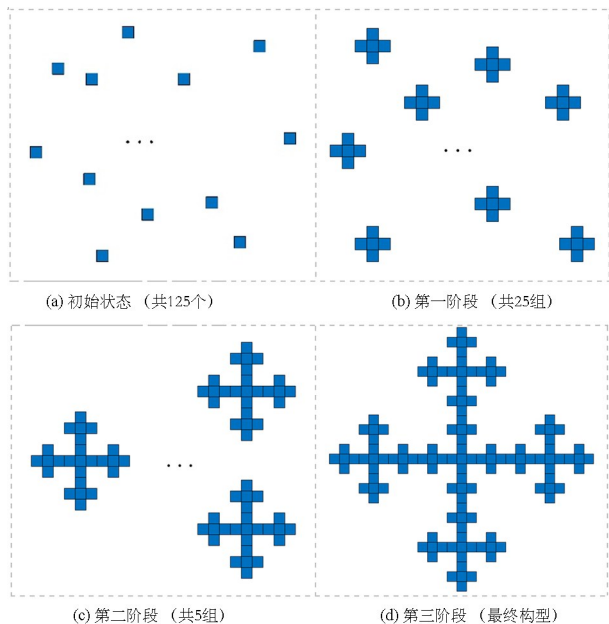 ...
...
(a) 初始状态 （共125个）
(b) 第一阶段 （共25组）
...
(c) 第二阶段 （共5组）
(d) 第三阶段 （最终构型）